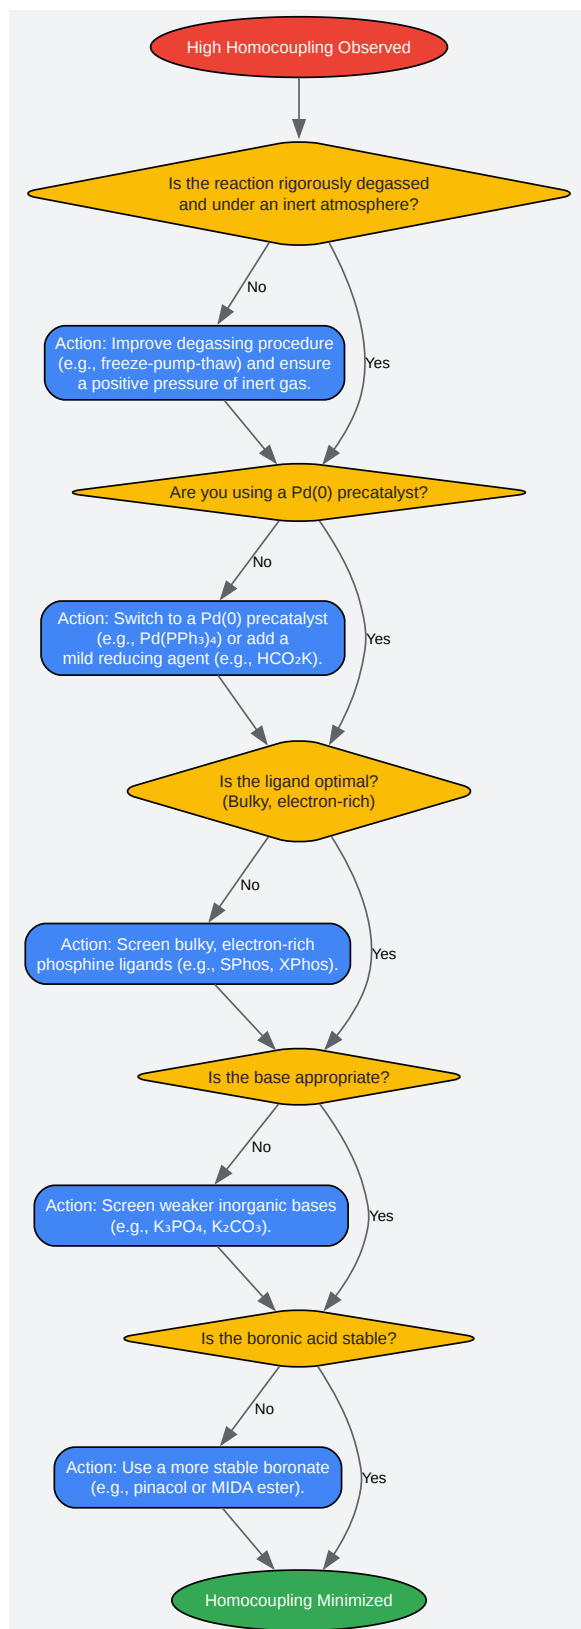 High Homocoupling Observed
Is the reaction rigorously degassed
and under an inert atmosphere?
No
Action: Improve degassing procedure
(e.g., freeze-pump-thaw) and ensure
a positive pressure of inert gas.
Yes
Are you using a Pd(0) precatalyst?
No
Action: Switch to a Pd(0) precatalyst
(e.g., Pd(PPh₃)₄) or add a
mild reducing agent (e.g., HCO₂K).
Yes
Is the ligand optimal?
(Bulky, electron-rich)
No
Action: Screen bulky, electron-rich
phosphine ligands (e.g., SPhos, XPhos).
Yes
Is the base appropriate?
No
Action: Screen weaker inorganic bases
(e.g., K₃PO₄, K₂CO₃).
Yes
Is the boronic acid stable?
No
Action: Use a more stable boronate
(e.g., pinacol or MIDA ester).
Yes
Homocoupling Minimized